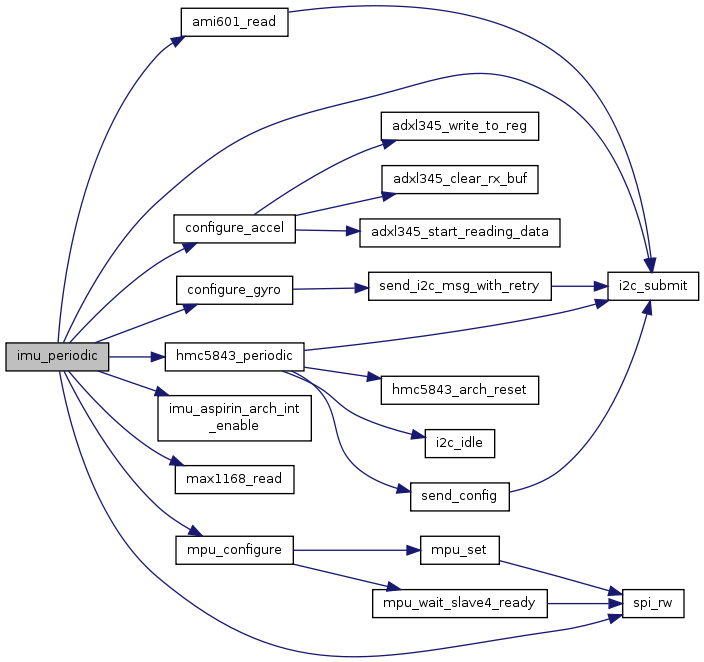 ami601_read
adxl345_write_to_reg
adxl345_clear_rx_buf
configure_accel
adxl345_start_reading_data
configure_gyro
send_i2c_msg_with_retry
i2c_submit
imu_periodic
hmc5843_periodic
hmc5843_arch_reset
imu_aspirin_arch_int
_enable
i2c_idle
max1168_read
send_config
mpu_configure
mpu_set
mpu_wait_slave4_ready
spi_rw